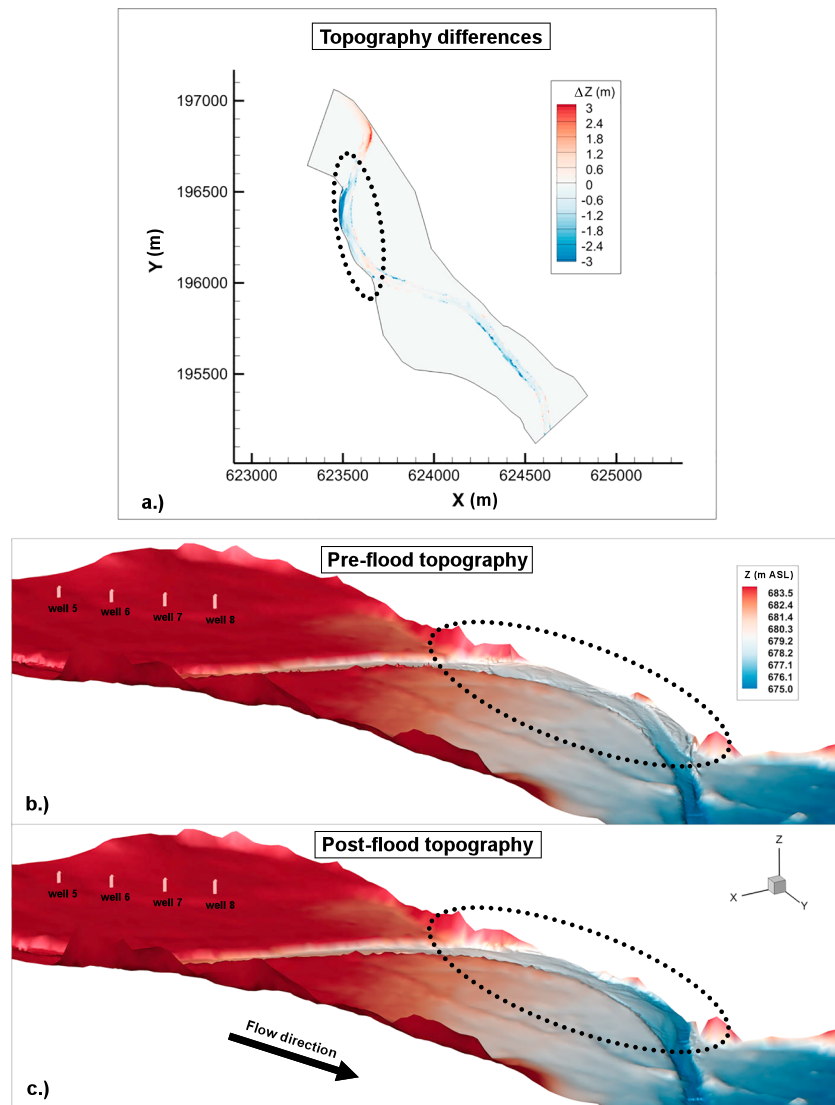 Topography differences
ΔZ (m)
3
2.4
1.8
1.2
0.6
0
-0.6
-1.2
-1.8
-2.4
-3
197000
196500
196000
195500
Y (m)
623000 623500 624000 624500 625000
X (m)
a.)
Pre-flood topography
Z (m ASL)
683.5
682.4
681.4
680.3
679.2
678.2
677.1
676.1
675.0
well 5 well 6 well 7 well 8
b.)
Post-flood topography
Z
X
Y
well 5 well 6 well 7 well 8
Flow direction
c.)